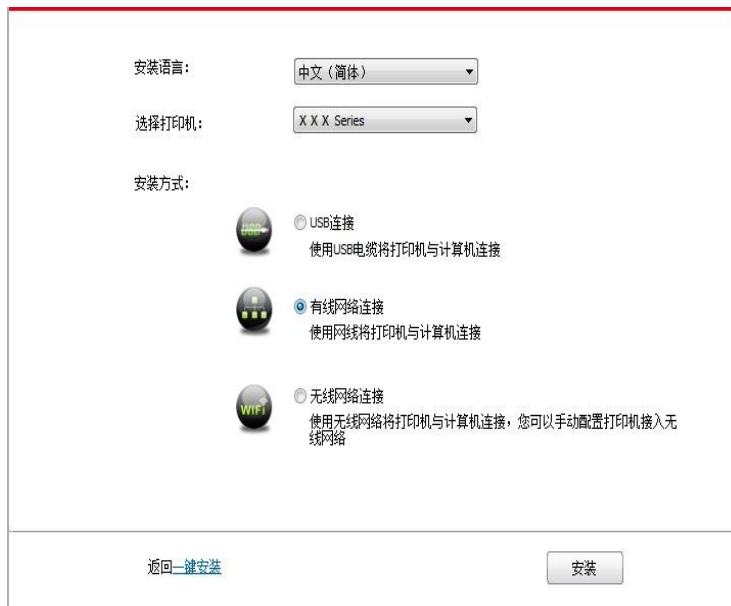 安装语言： 中文（简体）
选择打印机： X X X Series
安装方式：
USB
USB连接
使用USB电缆将打印机与计算机连接
有线网络连接
使用网线将打印机与计算机连接
WiFi
无线网络连接
使用无线网络将打印机与计算机连接，您可以手动配置打印机接入无
线网络
返回一键安装 安装